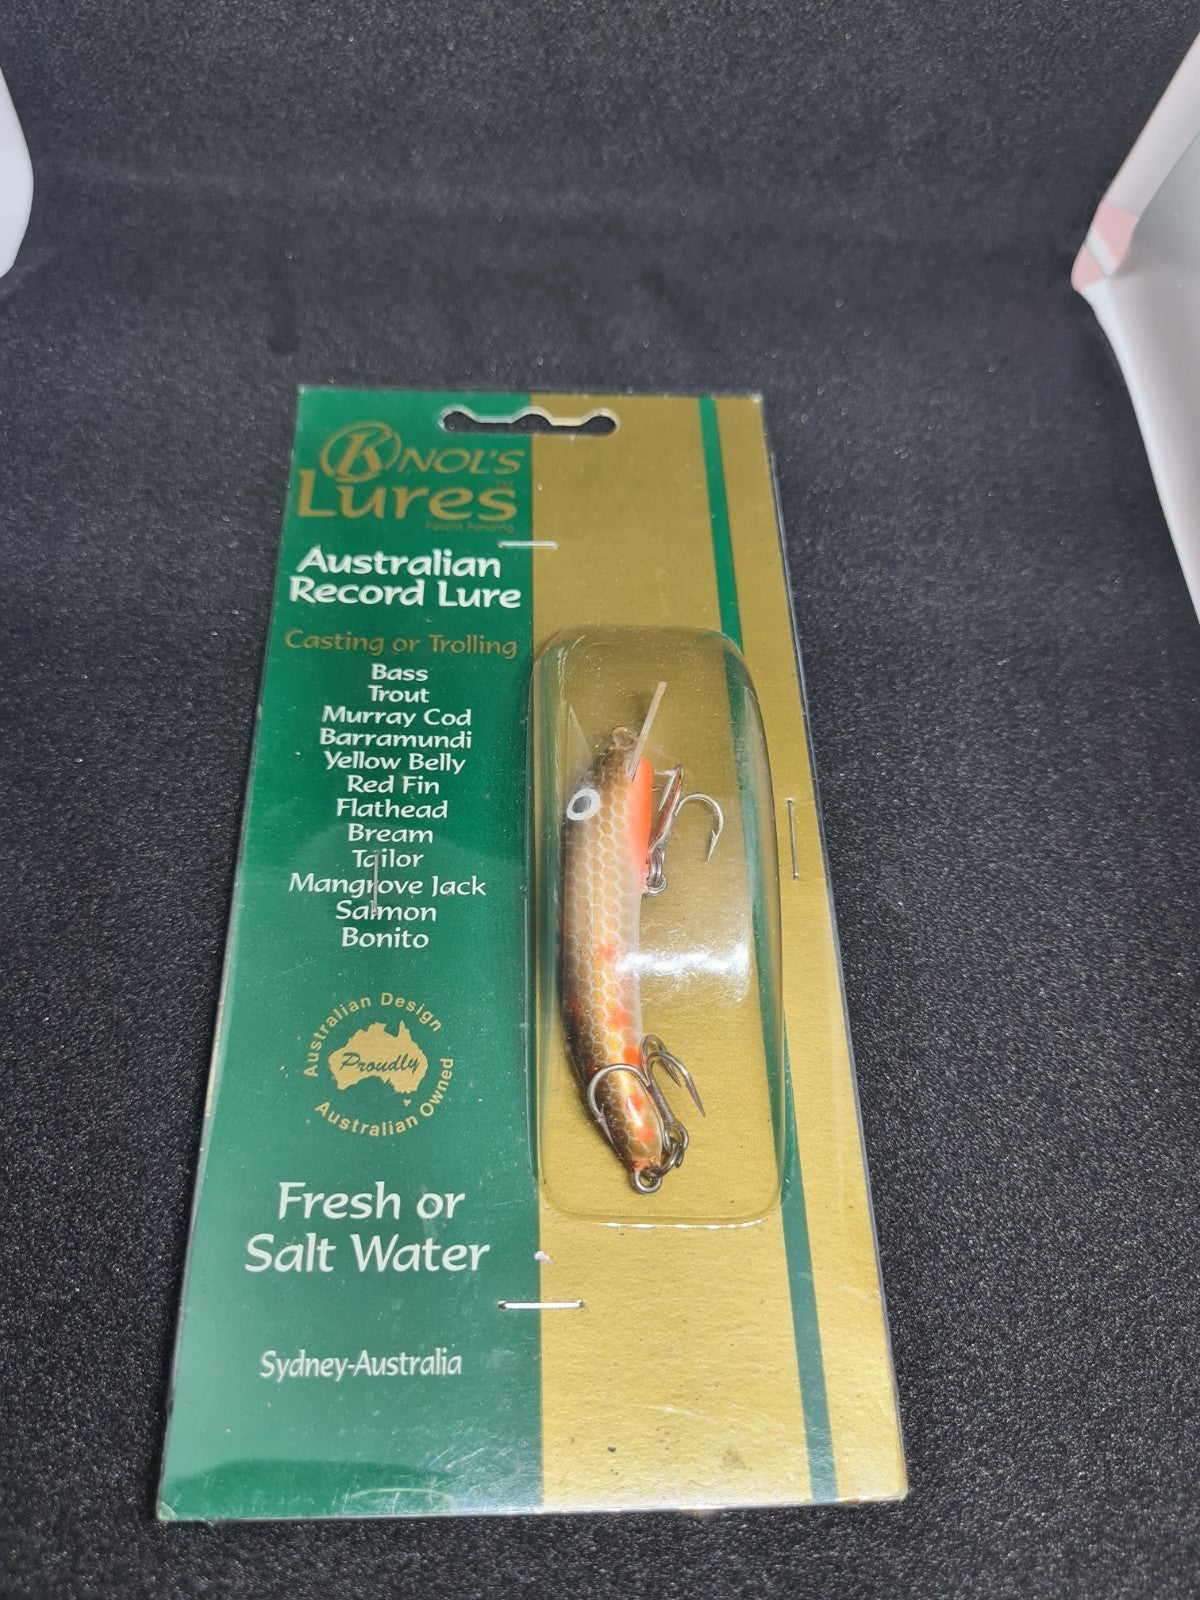 KNOL'S
Lures™
Patent Pending
Australian
Record Lure
Casting or Trolling
Bass
Trout
Murray Cod
Barramundi
Yellow Belly
Red Fin
Flathead
Bream
Tailor
Mangrove Jack
Salmon
Bonito
Australian Design
Proudly
Australian Owned
Fresh or
Salt Water
Sydney-Australia